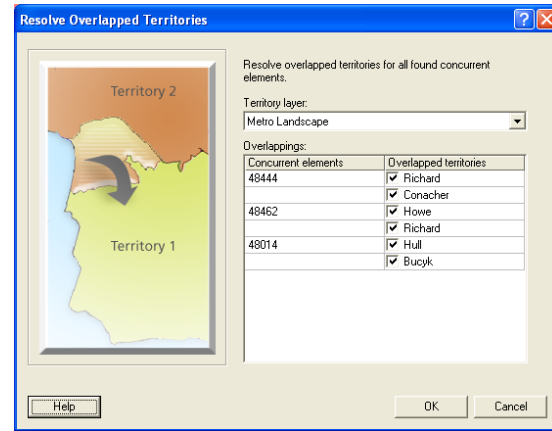 Resolve Overlapped Territories
Territory 2
Territory 1
Resolve overlapped territories for all found concurrent
elements.
Territory layer:
Metro Landscape
Overlappings:
Concurrent elements Overlapped territories
48444 Richard
Conacher
48462 Howe
Richard
48014 Hull
Bucyk
Help OK Cancel